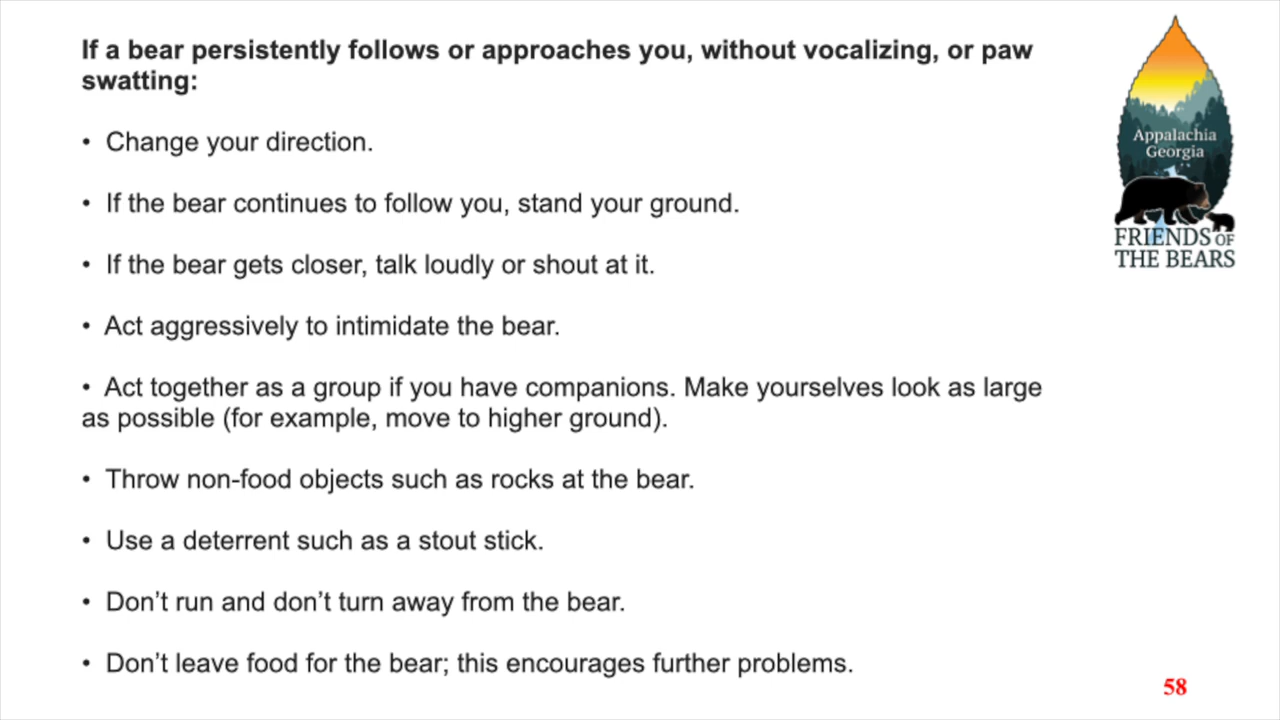 If a bear persistently follows or approaches you, without vocalizing, or paw
swatting:
• Change your direction.
• If the bear continues to follow you, stand your ground.
• If the bear gets closer, talk loudly or shout at it.
• Act aggressively to intimidate the bear.
• Act together as a group if you have companions. Make yourselves look as large
as possible (for example, move to higher ground).
• Throw non-food objects such as rocks at the bear.
• Use a deterrent such as a stout stick.
• Don’t run and don’t turn away from the bear.
• Don’t leave food for the bear; this encourages further problems.
Appalachia
Georgia
FRIENDS OF
THE BEARS
58